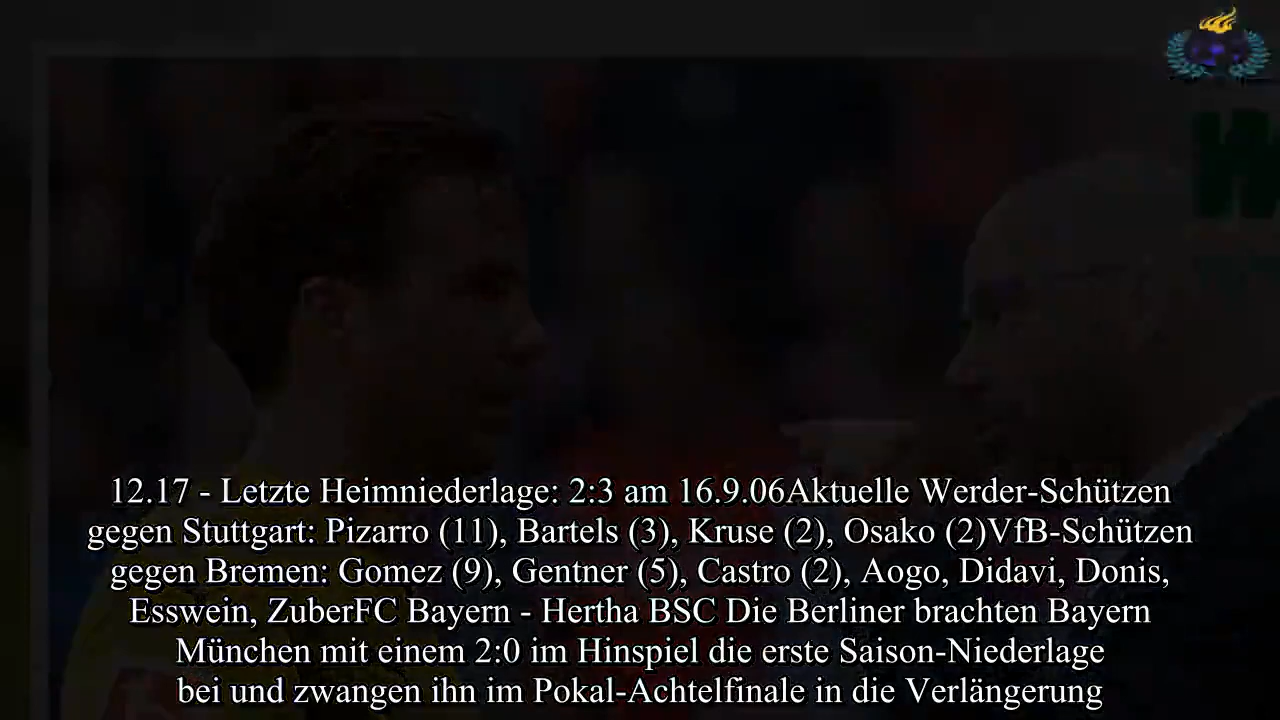 W
12.17 - Letzte Heimniederlage: 2:3 am 16.9.06Aktuelle Werder-Schützen
gegen Stuttgart: Pizarro (11), Bartels (3), Kruse (2), Osako (2)VfB-Schützen
gegen Bremen: Gomez (9), Gentner (5), Castro (2), Aogo, Didavi, Donis,
Esswein, ZuberFC Bayern - Hertha BSC Die Berliner brachten Bayern
München mit einem 2:0 im Hinspiel die erste Saison-Niederlage
bei und zwangen ihn im Pokal-Achtelfinale in die Verlängerung